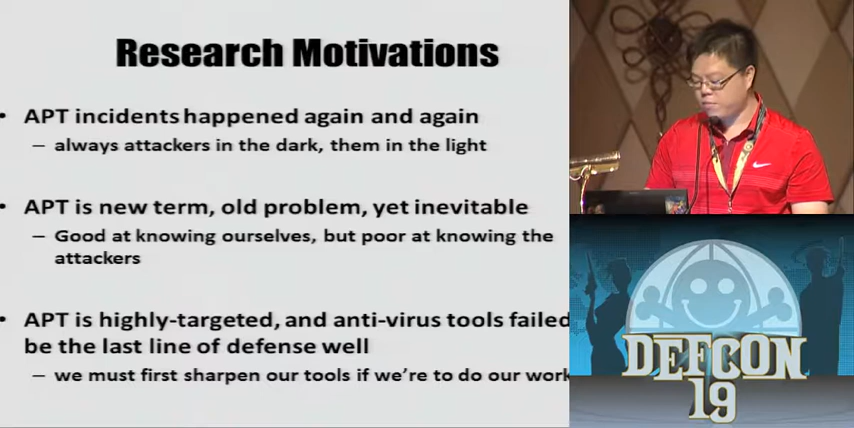 Research Motivations
• APT incidents happened again and again
– always attackers in the dark, them in the light
• APT is new term, old problem, yet inevitable
– Good at knowing ourselves, but poor at knowing the
attackers
• APT is highly-targeted, and anti-virus tools failed
be the last line of defense well
– we must first sharpen our tools if we're to do our work
DEFCON
19